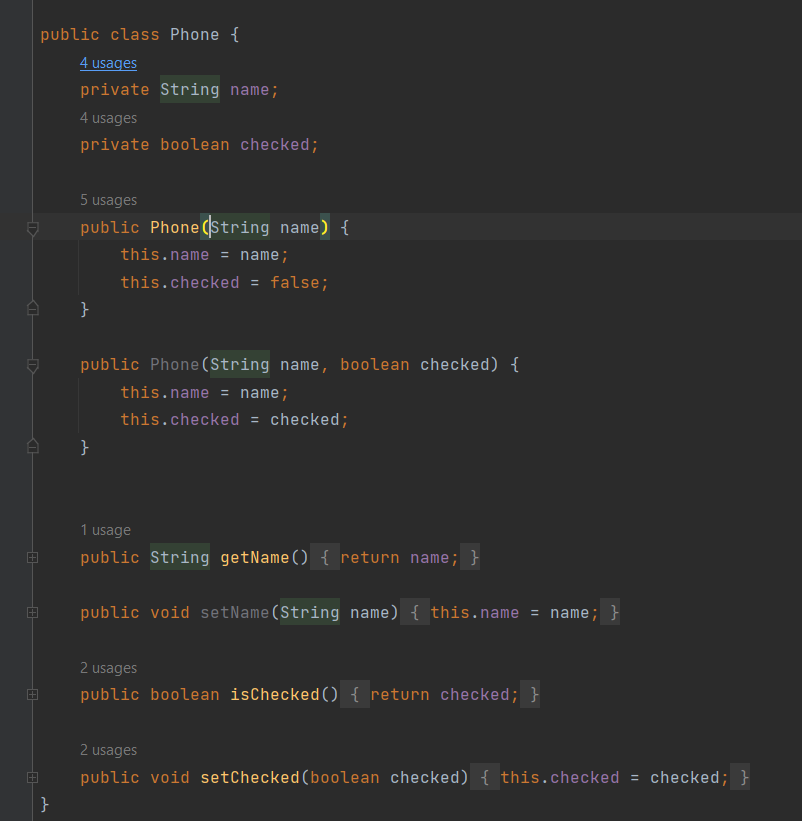 public class Phone {
4 usages
private String name;
4 usages
private boolean checked;
5 usages
public Phone(String name) {
this.name = name;
this.checked = false;
}
public Phone(String name, boolean checked) {
this.name = name;
this.checked = checked;
}
1 usage
public String getName() { return name; }
public void setName(String name) { this.name = name; }
2 usages
public boolean isChecked() { return checked; }
2 usages
public void setChecked(boolean checked) { this.checked = checked; }
}